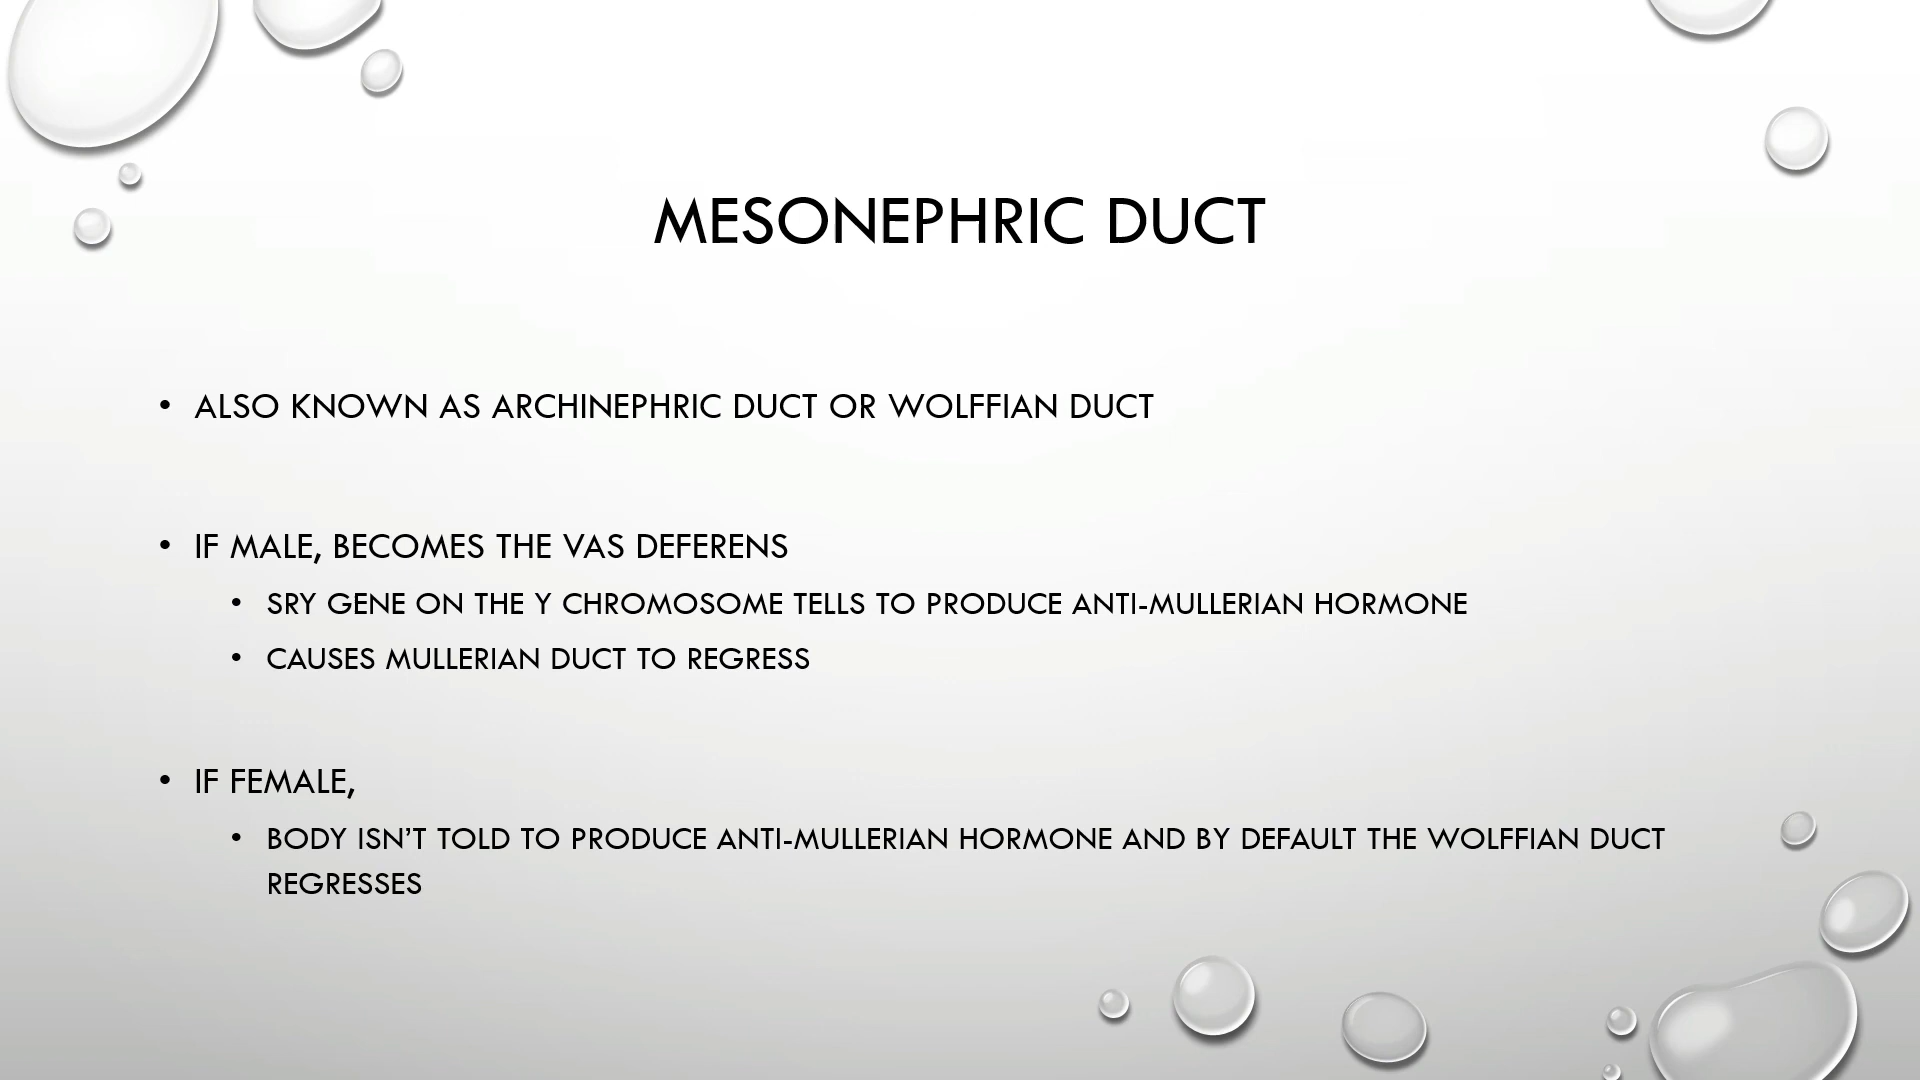 MESONEPHRIC DUCT
• ALSO KNOWN AS ARCHINEPHRIC DUCT OR WOLFFIAN DUCT
• IF MALE, BECOMES THE VAS DEFERENS
• SRY GENE ON THE Y CHROMOSOME TELLS TO PRODUCE ANTI-MULLERIAN HORMONE
• CAUSES MULLERIAN DUCT TO REGRESS
• IF FEMALE,
• BODY ISN’T TOLD TO PRODUCE ANTI-MULLERIAN HORMONE AND BY DEFAULT THE WOLFFIAN DUCT
REGRESSES